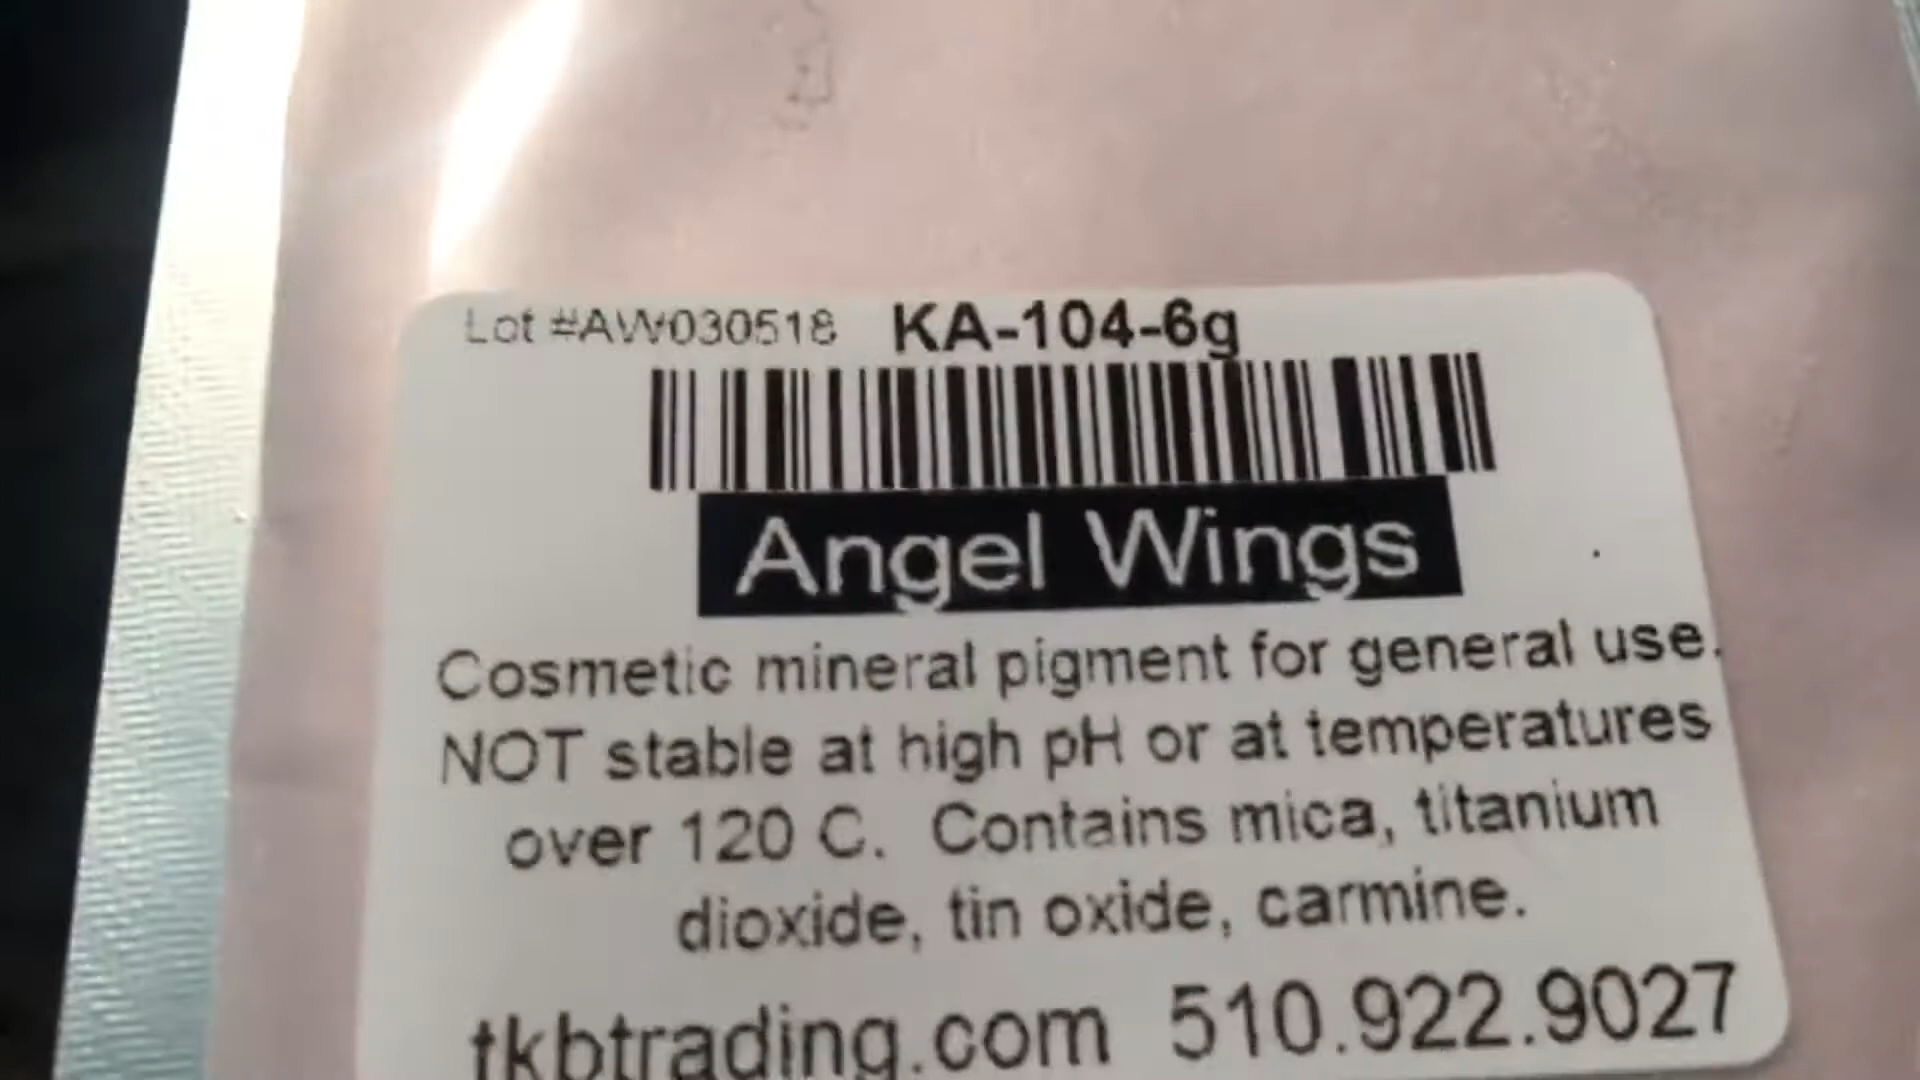 Lot #AW030518 KA-104-6g
Angel Wings
Cosmetic mineral pigment for general use.
NOT stable at high pH or at temperatures
over 120 C. Contains mica, titanium
dioxide, tin oxide, carmine.
tkbtrading.com 510.922.9027